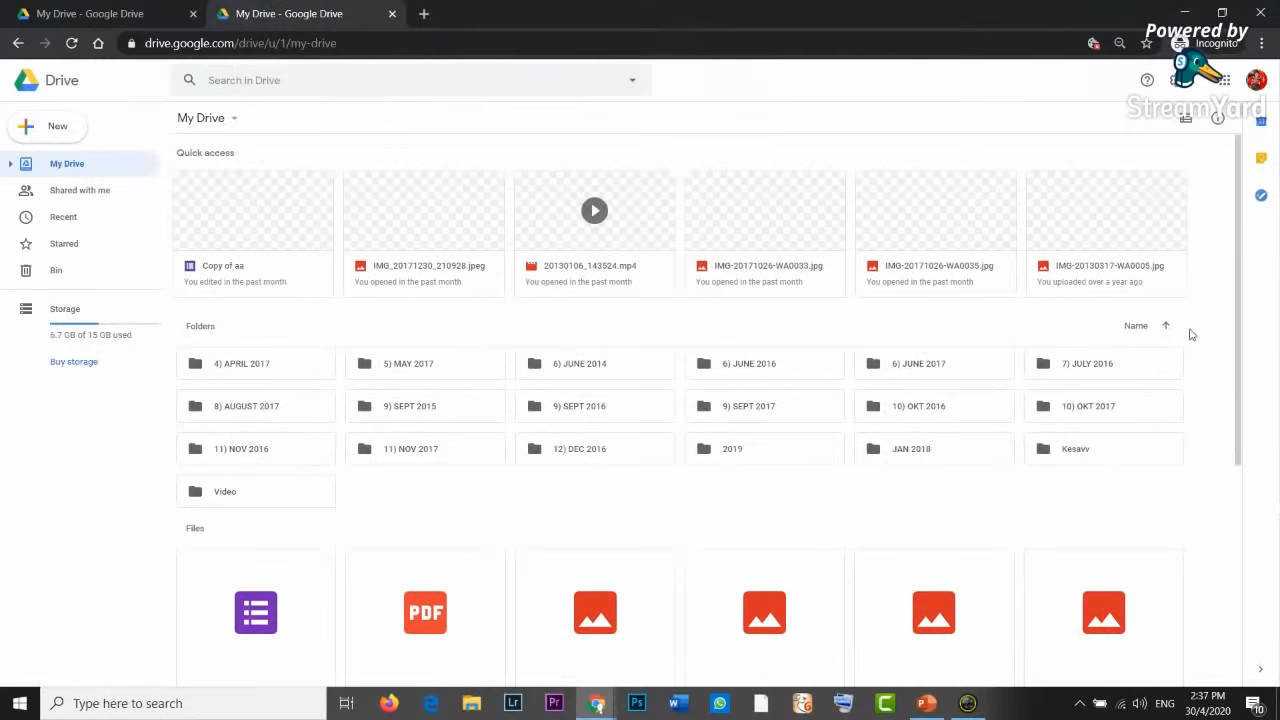 My Drive - Google Drive
My Drive - Google Drive
drive.google.com/drive/u/1/my-drive
Incognito
Powered by
StreamYard
Drive
Search in Drive
New
My Drive
My Drive
Shared with me
Recent
Starred
Bin
Storage
6.7 GB of 15 GB used
Buy storage
Quick access
Copy of aa
You edited in the past month
IMG_20171230_210928.jpeg
You opened in the past month
20130106_143524.mp4
You opened in the past month
IMG-20171026-WA0033.jpg
You opened in the past month
IMG-20171026-WA0035.jpg
You opened in the past month
IMG-20130317-WA0005.jpg
You uploaded over a year ago
Folders
Name
4) APRIL 2017
5) MAY 2017
6) JUNE 2014
6) JUNE 2016
6) JUNE 2017
7) JULY 2016
8) AUGUST 2017
9) SEPT 2015
9) SEPT 2016
9) SEPT 2017
10) OKT 2016
10) OKT 2017
11) NOV 2016
11) NOV 2017
12) DEC 2016
2019
JAN 2018
Kesavv
Video
Files
PDF
Type here to search
Lr
Pr
Ps
ENG
2:37 PM
30/4/2020
10